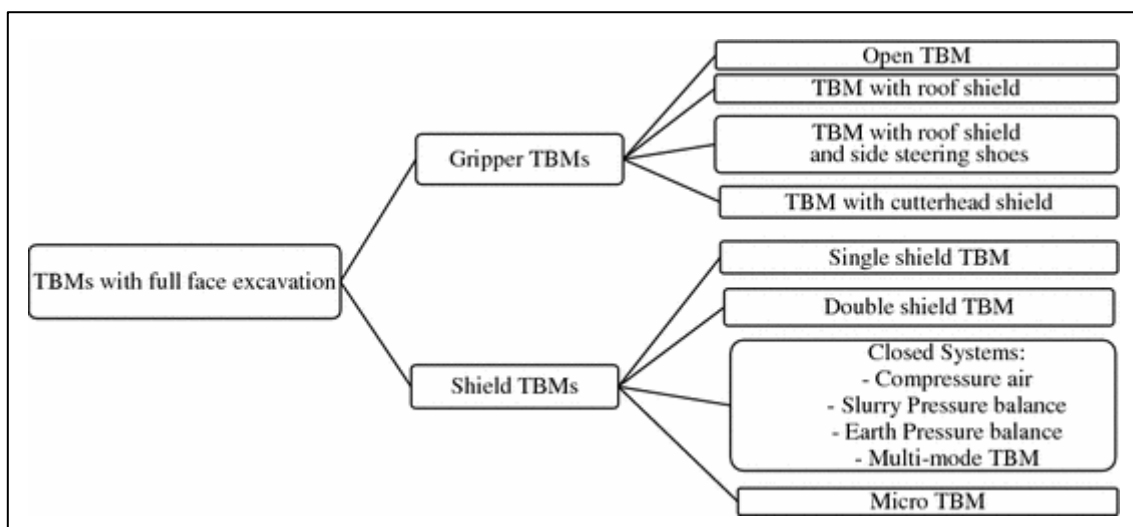 TBMs with full face excavation
Gripper TBMs
Open TBM
TBM with roof shield
TBM with roof shield
and side steering shoes
TBM with cutterhead shield
Shield TBMs
Single shield TBM
Double shield TBM
Closed Systems:
- Compressure air
- Slurry Pressure balance
- Earth Pressure balance
- Multi-mode TBM
Micro TBM